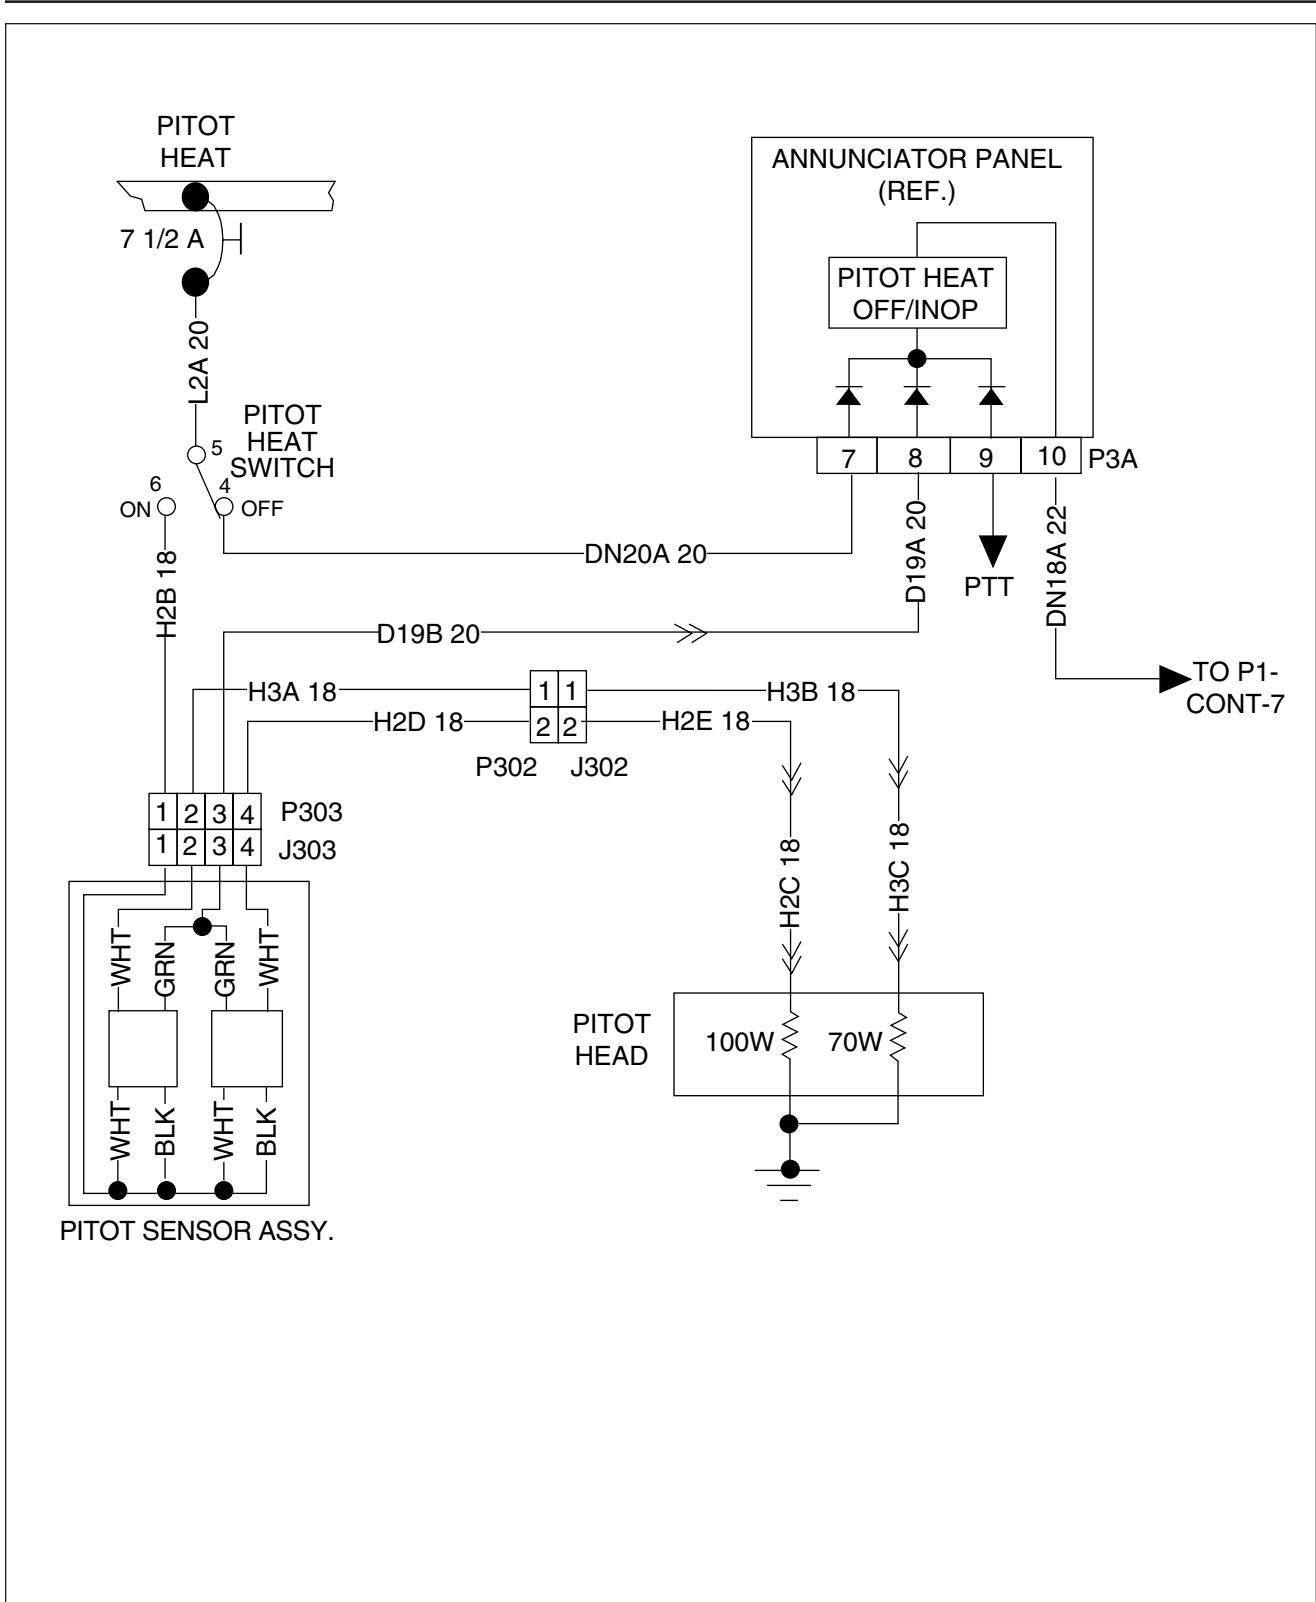 PITOT
HEAT
7 1/2 A
L2A 20
PITOT
HEAT
SWITCH
5
6
4
ON
OFF
H2B 18
DN20A 20
ANNUNCIATOR PANEL
(REF.)
PITOT HEAT
OFF/INOP
7 8 9 10 P3A
D19A 20
PTT
DN18A 22
TO P1-
CONT-7
D19B 20
H3A 18
1 1
H3B 18
H2D 18
2 2
H2E 18
P302 J302
1 2 3 4 P303
1 2 3 4 J303
H2C 18
H3C 18
WHT
GRN
GRN
WHT
WHT
BLK
WHT
BLK
PITOT SENSOR ASSY.
PITOT
HEAD
100W
70W